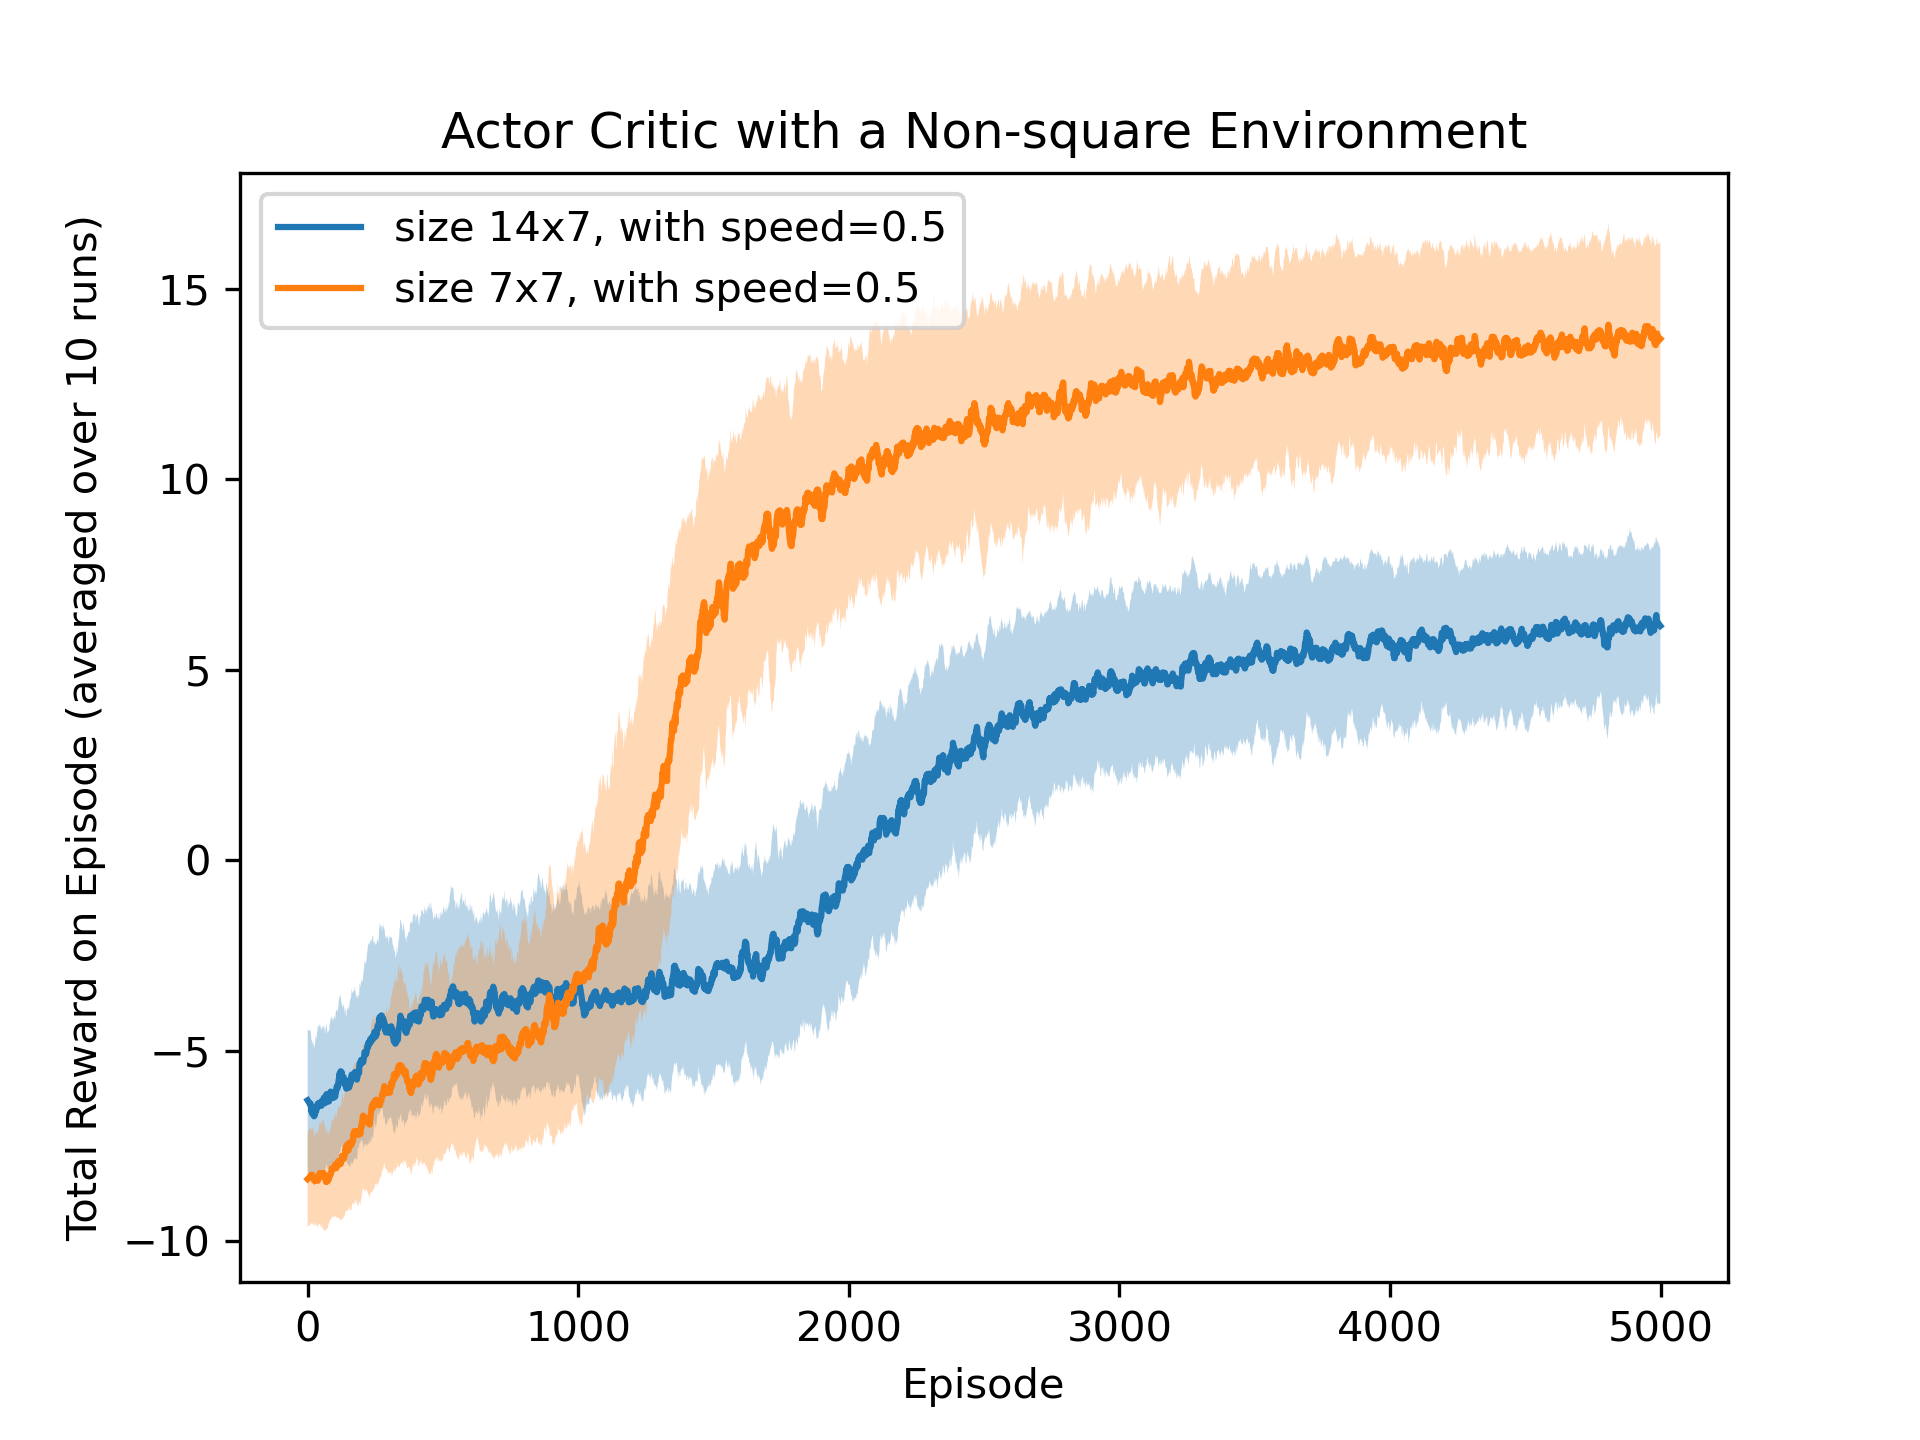 Actor Critic with a Non-square Environment
size 14x7, with speed=0.5
size 7x7, with speed=0.5
Total Reward on Episode (averaged over 10 runs)
15
10
5
0
−5
−10
0 1000 2000 3000 4000 5000
Episode